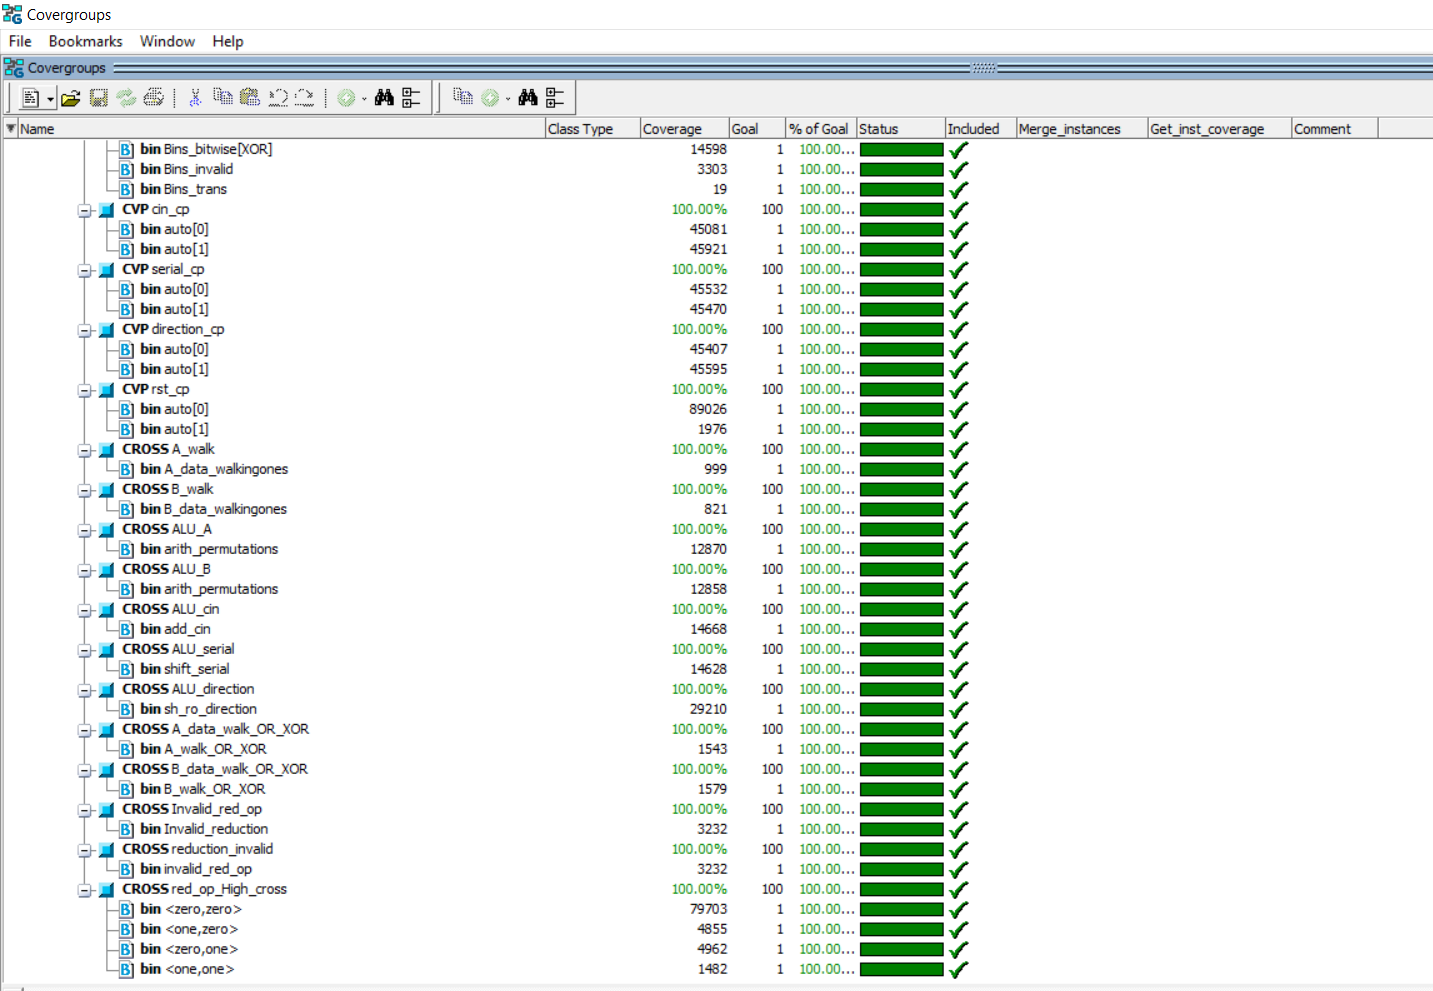 Covergroups
File Bookmarks Window Help
Covergroups
Name Class Type Coverage Goal % of Goal Status Included Merge_instances Get_inst_coverage Comment
B] bin Bins_bitwise[XOR] 14598 1 100.00...
B] bin Bins_invalid 3303 1 100.00...
B] bin Bins_trans 19 1 100.00...
CVP cin_cp 100.00% 100 100.00...
B] bin auto[0] 45081 1 100.00...
B] bin auto[1] 45921 1 100.00...
CVP serial_cp 100.00% 100 100.00...
B] bin auto[0] 45532 1 100.00...
B] bin auto[1] 45470 1 100.00...
CVP direction_cp 100.00% 100 100.00...
B] bin auto[0] 45407 1 100.00...
B] bin auto[1] 45595 1 100.00...
CVP rst_cp 100.00% 100 100.00...
B] bin auto[0] 89026 1 100.00...
B] bin auto[1] 1976 1 100.00...
CROSS A_walk 100.00% 100 100.00...
B] bin A_data_walkingones 999 1 100.00...
CROSS B_walk 100.00% 100 100.00...
B] bin B_data_walkingones 821 1 100.00...
CROSS ALU_A 100.00% 100 100.00...
B] bin arith_permutations 12870 1 100.00...
CROSS ALU_B 100.00% 100 100.00...
B] bin arith_permutations 12858 1 100.00...
CROSS ALU_cin 100.00% 100 100.00...
B] bin add_cin 14668 1 100.00...
CROSS ALU_serial 100.00% 100 100.00...
B] bin shift_serial 14628 1 100.00...
CROSS ALU_direction 100.00% 100 100.00...
B] bin sh_ro_direction 29210 1 100.00...
CROSS A_data_walk_OR_XOR 100.00% 100 100.00...
B] bin A_walk_OR_XOR 1543 1 100.00...
CROSS B_data_walk_OR_XOR 100.00% 100 100.00...
B] bin B_walk_OR_XOR 1579 1 100.00...
CROSS Invalid_red_op 100.00% 100 100.00...
B] bin Invalid_reduction 3232 1 100.00...
CROSS reduction_invalid 100.00% 100 100.00...
B] bin invalid_red_op 3232 1 100.00...
CROSS red_op_High_cross 100.00% 100 100.00...
B] bin <zero,zero> 79703 1 100.00...
B] bin <one,zero> 4855 1 100.00...
B] bin <zero,one> 4962 1 100.00...
B] bin <one,one> 1482 1 100.00...